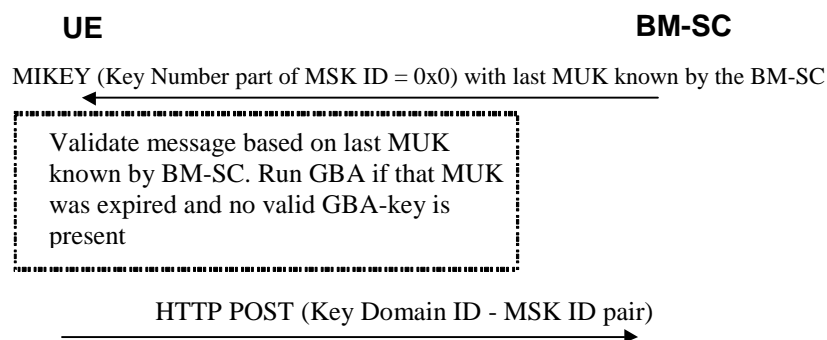 UE BM-SC
MIKEY (Key Number part of MSK ID = 0x0) with last MUK known by the BM-SC
Validate message based on last MUK
known by BM-SC. Run GBA if that MUK
was expired and no valid GBA-key is
present
HTTP POST (Key Domain ID - MSK ID pair)